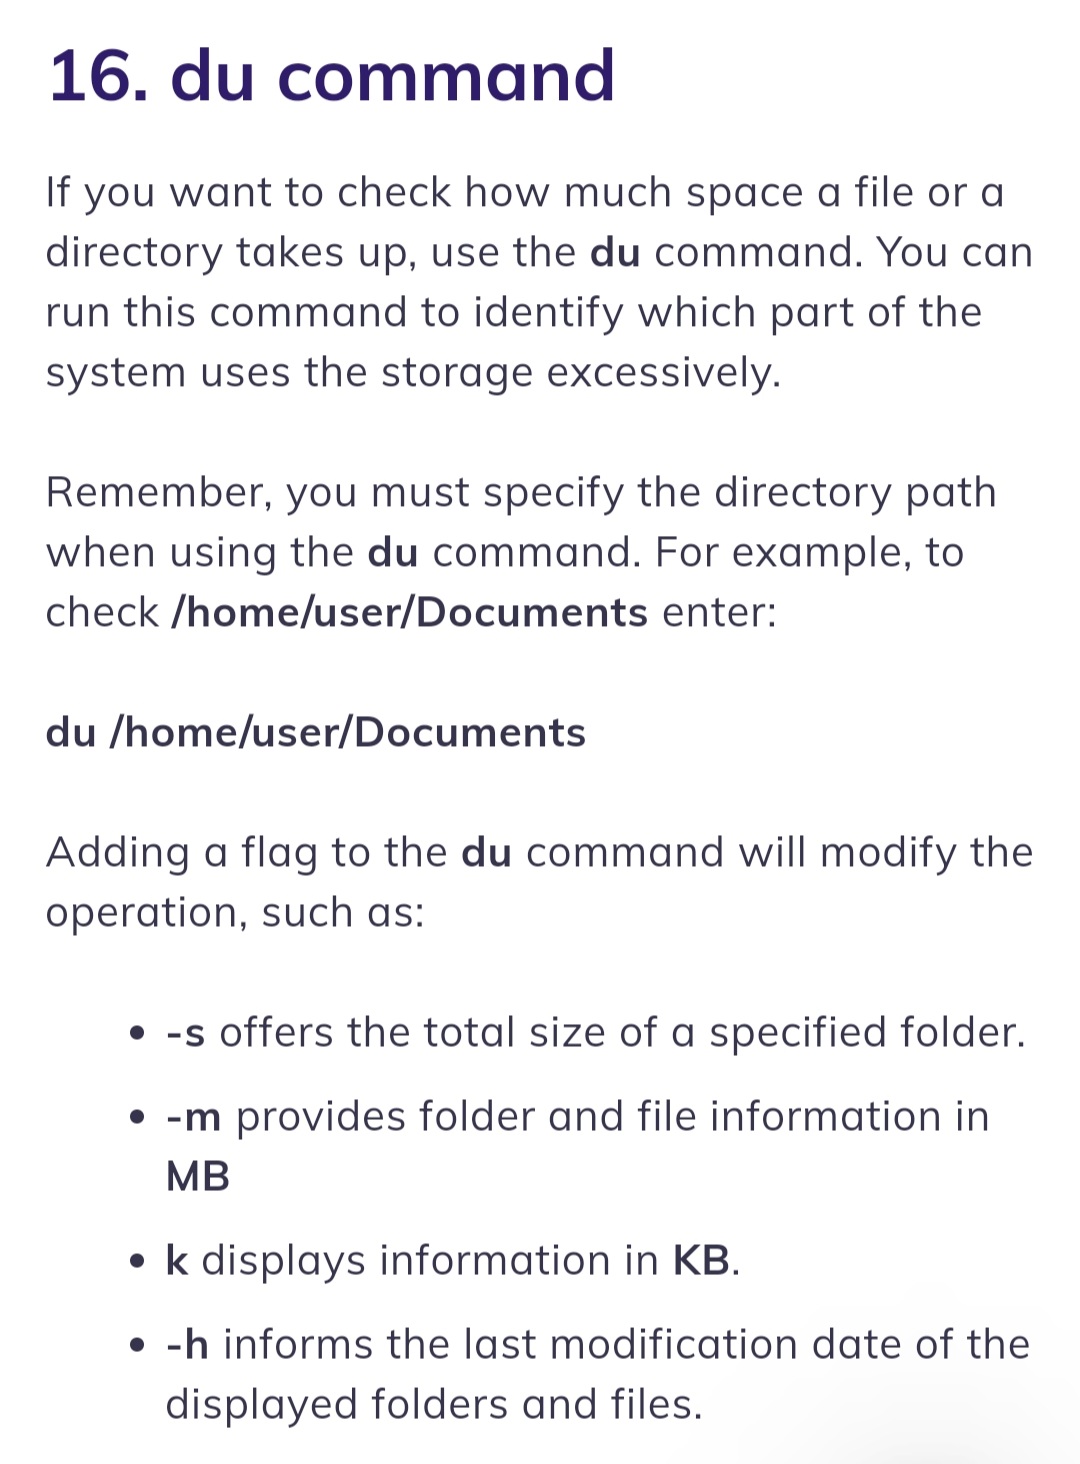 16. du command
If you want to check how much space a file or a
directory takes up, use the du command. You can
run this command to identify which part of the
system uses the storage excessively.
Remember, you must specify the directory path
when using the du command. For example, to
check /home/user/Documents enter:
du /home/user/Documents
Adding a flag to the du command will modify the
operation, such as:
• -s offers the total size of a specified folder.
• -m provides folder and file information in
MB
• k displays information in KB.
• -h informs the last modification date of the
displayed folders and files.